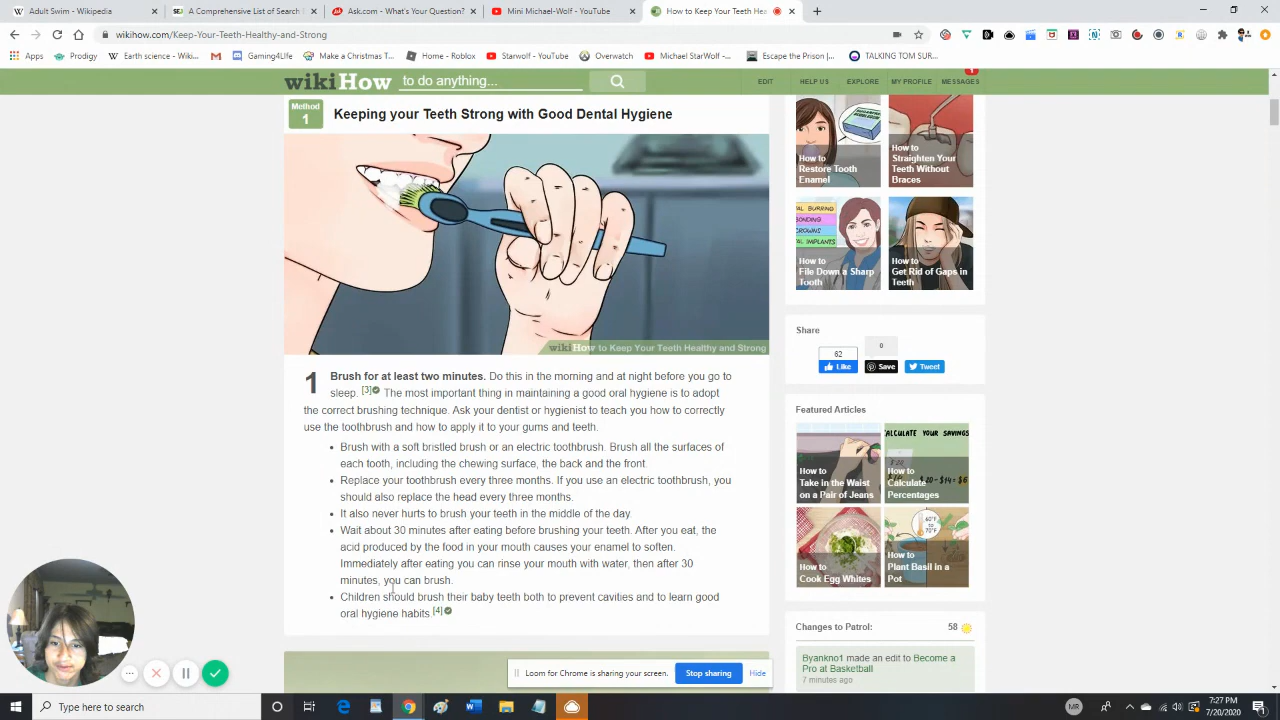 Adult Swim - Wikipedia
A Comprehensive List of Search
Ask.com - What's Your Question?
Mini Michael-Wolf - YouTube
How to Keep Your Teeth Hea
wikihow.com/Keep-Your-Teeth-Healthy-and-Strong
Apps
Prodigy
Earth science - Wiki...
Gaming4Life
Make a Christmas T...
Home - Roblox
Starwolf - YouTube
Overwatch
Michael StarWolf -...
Escape the Prison |...
TALKING TOM SUR...
wikiHow
to do anything...
EDIT
HELP US
EXPLORE
MY PROFILE
MESSAGES
Method
1
Keeping your Teeth Strong with Good Dental Hygiene
wikiHow to Keep Your Teeth Healthy and Strong
1 Brush for at least two minutes. Do this in the morning and at night before you go to
sleep. [3] The most important thing in maintaining a good oral hygiene is to adopt
the correct brushing technique. Ask your dentist or hygienist to teach you how to correctly
use the toothbrush and how to apply it to your gums and teeth.
• Brush with a soft bristled brush or an electric toothbrush. Brush all the surfaces of
each tooth, including the chewing surface, the back and the front.
• Replace your toothbrush every three months. If you use an electric toothbrush, you
should also replace the head every three months.
• It also never hurts to brush your teeth in the middle of the day.
• Wait about 30 minutes after eating before brushing your teeth. After you eat, the
acid produced by the food in your mouth causes your enamel to soften.
Immediately after eating you can rinse your mouth with water, then after 30
minutes, you can brush.
• Children should brush their baby teeth both to prevent cavities and to learn good
oral hygiene habits. [4]
How to
Restore Tooth
Enamel
How to
Straighten Your
Teeth Without
Braces
BONDING
CROWNS
How to
File Down a Sharp
Tooth
How to
Get Rid of Gaps in
Teeth
Share
62
Like
0
Save
Tweet
Featured Articles
How to
Take in the Waist
on a Pair of Jeans
CALCULATE YOUR SAVINGS
How to
Calculate
Percentages
How to
Cook Egg Whites
60°F
to
70°F
How to
Plant Basil in a
Pot
Changes to Patrol:
58
Byankno1 made an edit to Become a
Pro at Basketball
7 minutes ago
Loom for Chrome is sharing your screen.
Stop sharing
Hide
Type here to search
MR
7:27 PM
7/20/2020